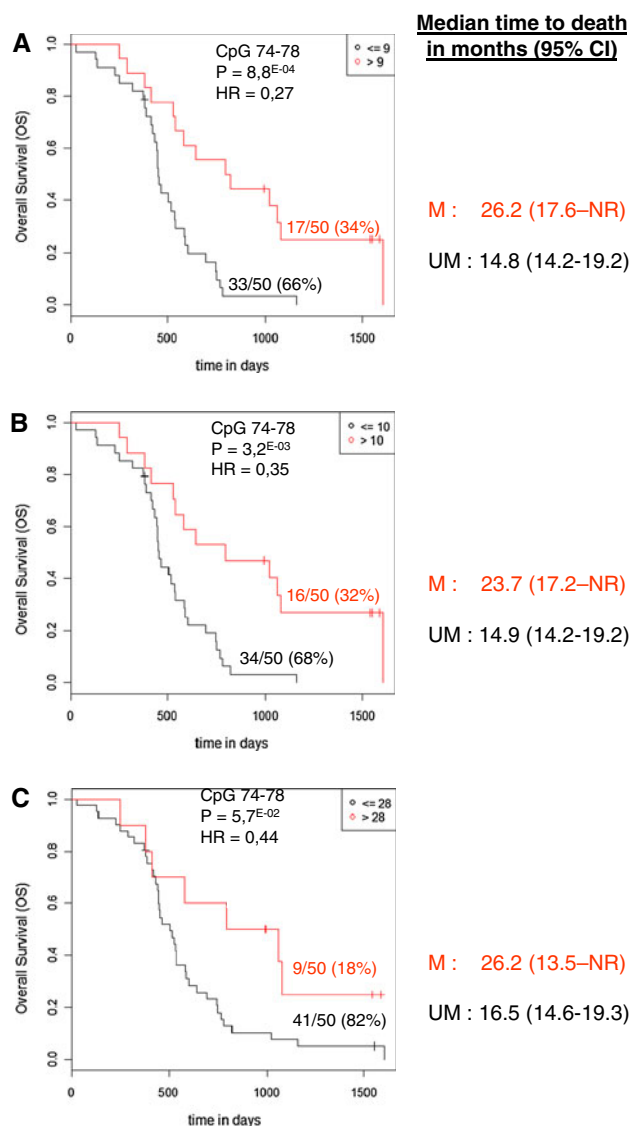 Median time to death
in months (95% CI)
A
CpG 74-78
P = 8,8E-04
HR = 0,27
<= 9
> 9
Overall Survival (OS)
1.0
0.8
0.6
0.4
0.2
0.0
17/50 (34%)
33/50 (66%)
0
500
1000
1500
time in days
M : 26.2 (17.6–NR)
UM : 14.8 (14.2-19.2)
B
CpG 74-78
P = 3,2E-03
HR = 0,35
<= 10
> 10
Overall Survival (OS)
1.0
0.8
0.6
0.4
0.2
0.0
16/50 (32%)
34/50 (68%)
0
500
1000
1500
time in days
M : 23.7 (17.2–NR)
UM : 14.9 (14.2-19.2)
C
CpG 74-78
P = 5,7E-02
HR = 0,44
<= 28
> 28
Overall Survival (OS)
1.0
0.8
0.6
0.4
0.2
0.0
9/50 (18%)
41/50 (82%)
0
500
1000
1500
time in days
M : 26.2 (13.5–NR)
UM : 16.5 (14.6-19.3)